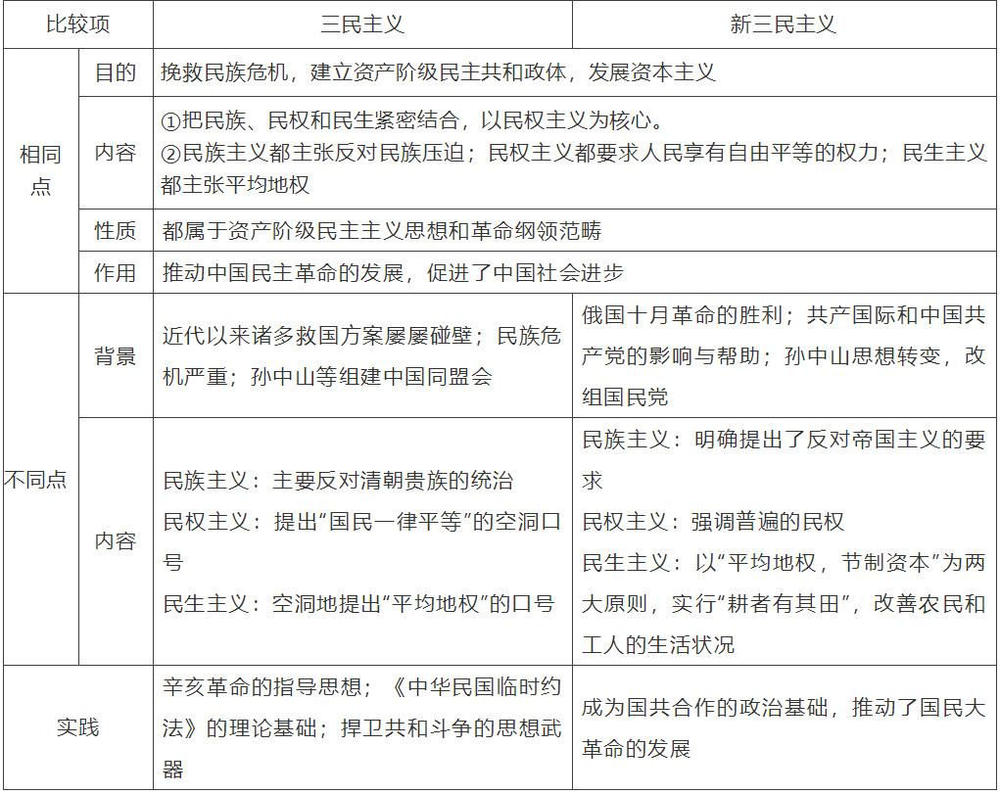 比较项
三民主义
新三民主义
相同
点
目的
挽救民族危机，建立资产阶级民主共和政体，发展资本主义
内容
①把民族、民权和民生紧密结合，以民权主义为核心。
②民族主义都主张反对民族压迫；民权主义都要求人民享有自由平等的权力；民生主义
都主张平均地权
性质
都属于资产阶级民主主义思想和革命纲领范畴
作用
推动中国民主革命的发展，促进了中国社会进步
不同点
背景
近代以来诸多救国方案屡屡碰壁；民族危
机严重；孙中山等组建中国同盟会
俄国十月革命的胜利；共产国际和中国共
产党的影响与帮助；孙中山思想转变，改
组国民党
内容
民族主义：主要反对清朝贵族的统治
民权主义：提出“国民一律平等”的空洞口
号
民生主义：空洞地提出“平均地权”的口号
民族主义：明确提出了反对帝国主义的要
求
民权主义：强调普遍的民权
民生主义：以“平均地权，节制资本”为两
大原则，实行“耕者有其田”，改善农民和
工人的生活状况
实践
辛亥革命的指导思想；《中华民国临时约
法》的理论基础；捍卫共和斗争的思想武
器
成为国共合作的政治基础，推动了国民大
革命的发展